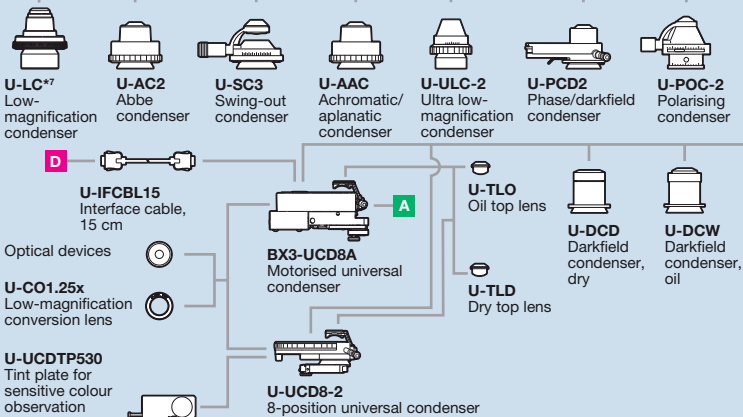 U-LC*7
Low-
magnification
condenser
U-AC2
Abbe
condenser
U-SC3
Swing-out
condenser
U-AAC
Achromatic/
aplanatic
condenser
U-ULC-2
Ultra low-
magnification
condenser
U-PCD2
Phase/darkfield
condenser
U-POC-2
Polarising
condenser
D
U-IFCBL15
Interface cable,
15 cm
A
BX3-UCD8A
Motorised universal
condenser
U-TLO
Oil top lens
U-TLD
Dry top lens
U-DCD
Darkfield
condenser,
dry
U-DCW
Darkfield
condenser,
oil
Optical devices
U-CO1.25x
Low-magnification
conversion lens
U-UCDTP530
Tint plate for
sensitive colour
observation
U-UCD8-2
8-position universal condenser